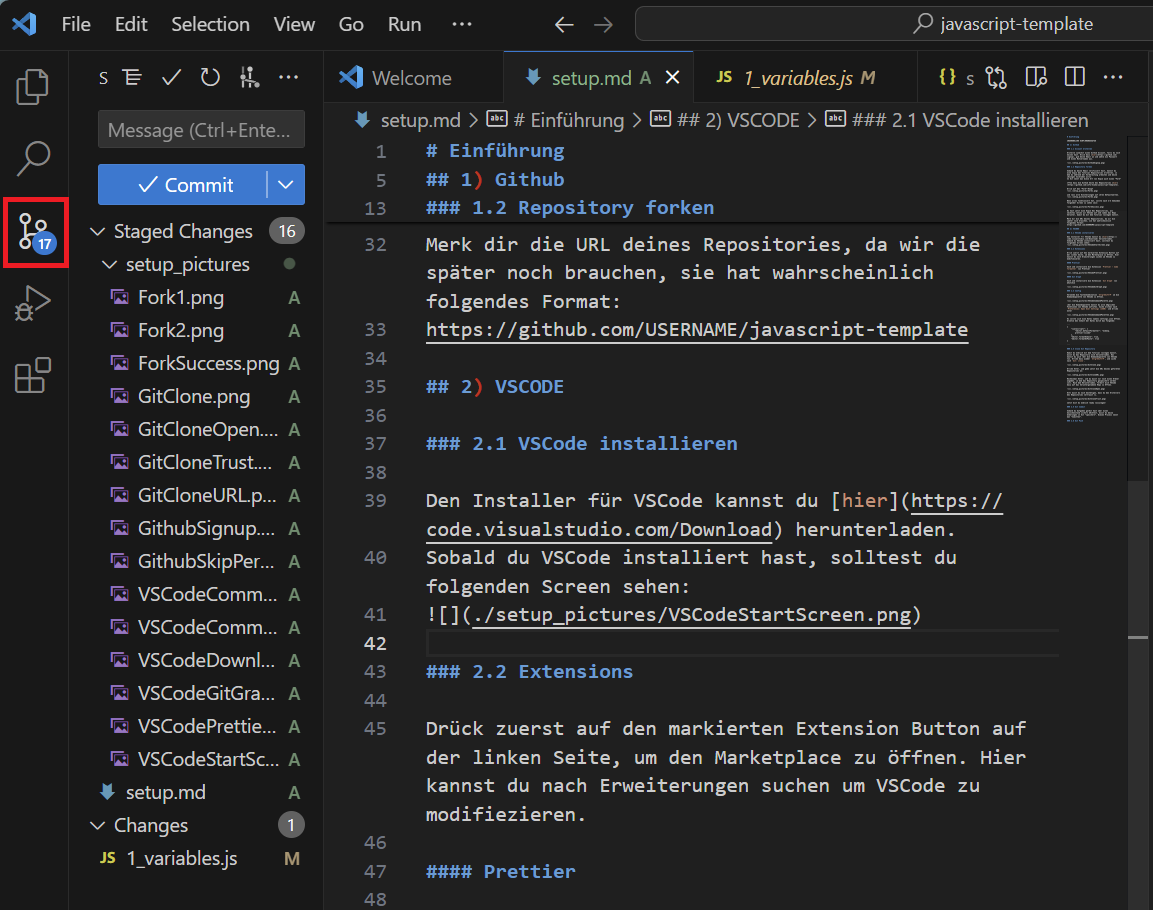 File Edit Selection View Go Run ··· javascript-template
S
Message (Ctrl+Ente...
Commit
17
Staged Changes 16
setup_pictures
Fork1.png A
Fork2.png A
ForkSuccess.png A
GitClone.png A
GitCloneOpen.... A
GitCloneTrust.... A
GitCloneURL.p... A
GithubSignup.... A
GithubSkipPer... A
VSCodeComm... A
VSCodeComm... A
VSCodeDownl... A
VSCodeGitGra... A
VSCodePrettie... A
VSCodeStartSc... A
setup.md A
Changes 1
JS 1_variables.js M
Welcome setup.md A JS 1_variables.js M {} s
setup.md > abc # Einführung > abc ## 2) VSCODE > abc ### 2.1 VSCode installieren
1 # Einführung
5 ## 1) Github
13 ### 1.2 Repository forken
32 Merk dir die URL deines Repositories, da wir die
später noch brauchen, sie hat wahrscheinlich
folgendes Format:
33 https://github.com/USERNAME/javascript-template
34
35 ## 2) VSCODE
36
37 ### 2.1 VSCode installieren
38
39 Den Installer für VSCode kannst du [hier](https://
code.visualstudio.com/Download) herunterladen.
40 Sobald du VSCode installiert hast, solltest du
folgenden Screen sehen:
41 ![](./setup_pictures/VSCodeStartScreen.png)
42
43 ### 2.2 Extensions
44
45 Drück zuerst auf den markierten Extension Button auf
der linken Seite, um den Marketplace zu öffnen. Hier
kannst du nach Erweiterungen suchen um VSCode zu
modifiezieren.
46
47 #### Prettier
48